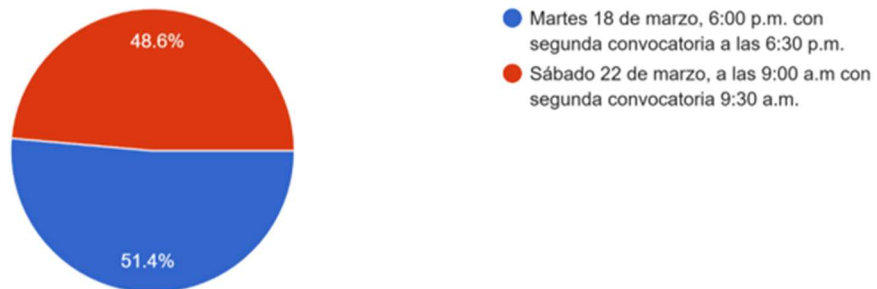 48.6%
51.4%
Martes 18 de marzo, 6:00 p.m. con
segunda convocatoria a las 6:30 p.m.
Sábado 22 de marzo, a las 9:00 a.m con
segunda convocatoria 9:30 a.m.